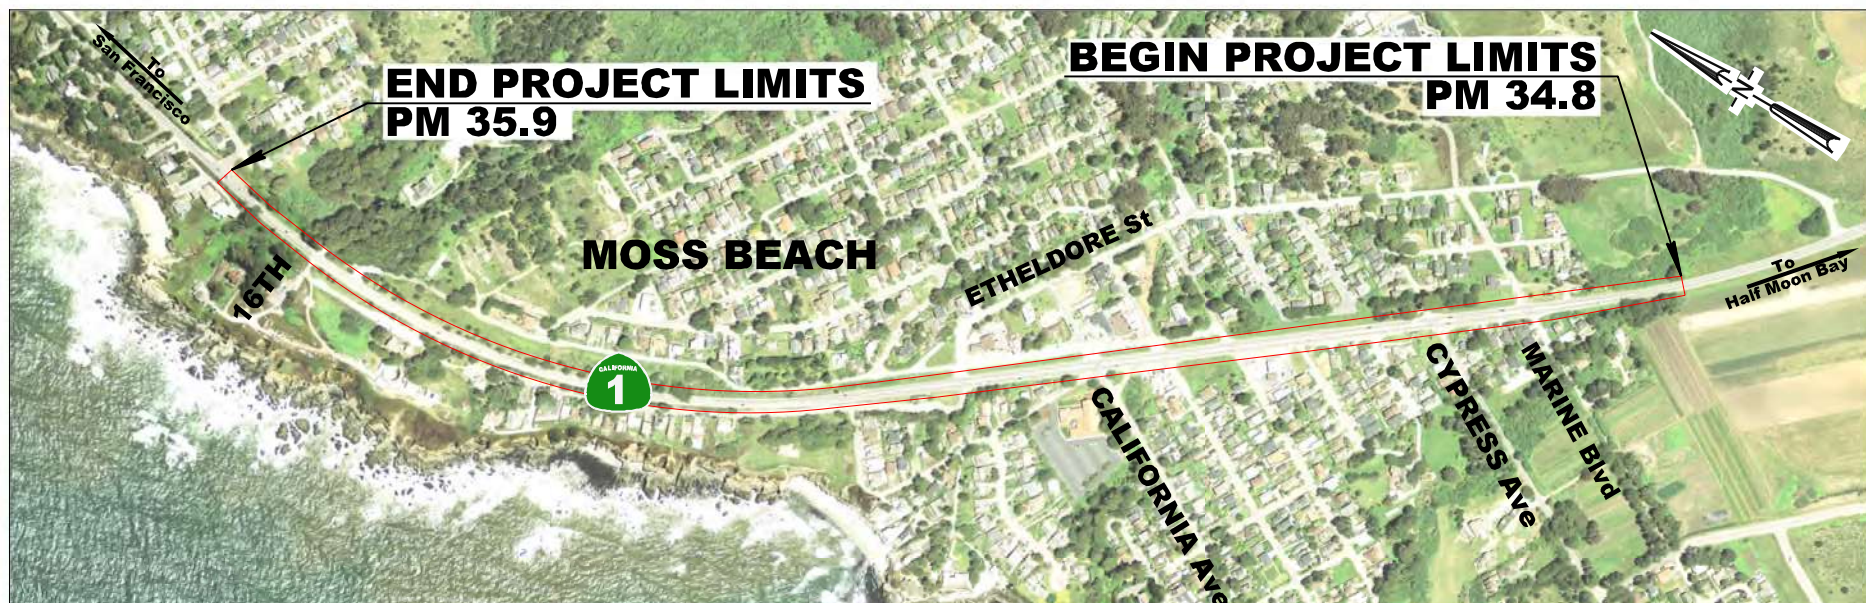 To
San Francisco
END PROJECT LIMITS
PM 35.9
BEGIN PROJECT LIMITS
PM 34.8
N
MOSS BEACH
ETHELDORE St
To
Half Moon Bay
16TH
CALIFORNIA
1
CALIFORNIA Ave
CYPRESS Ave
MARINE Blvd